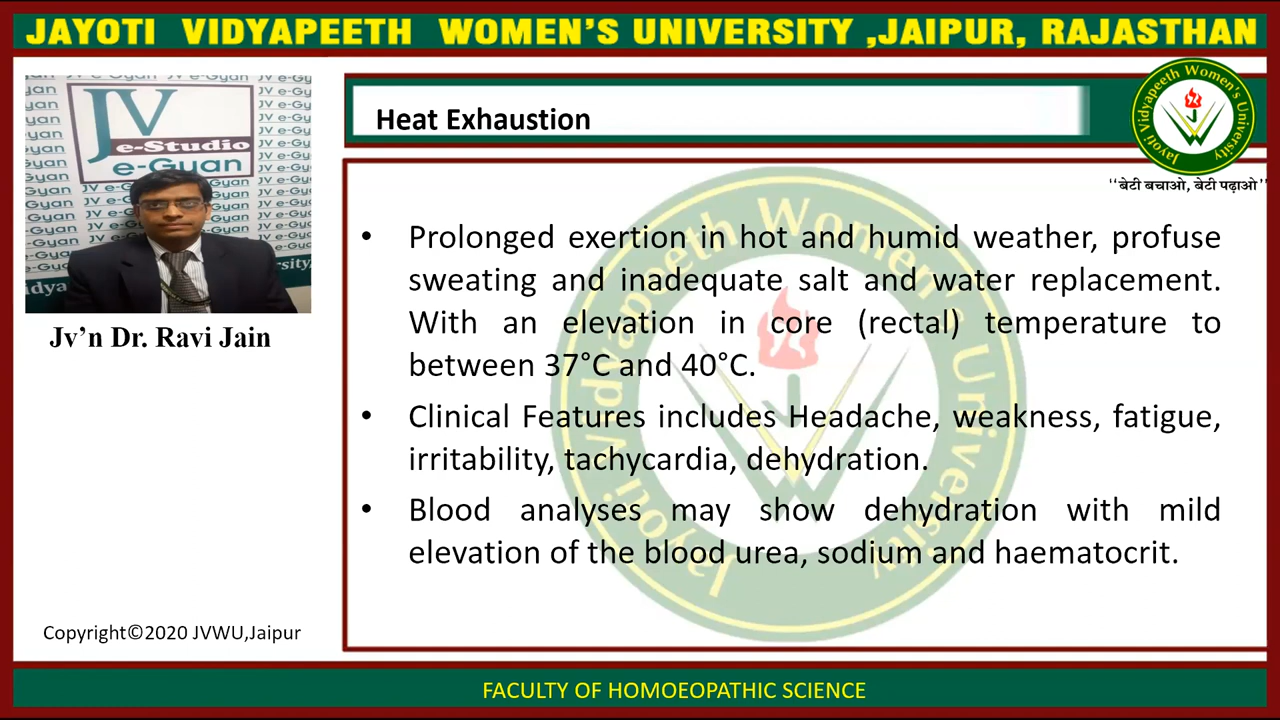 JAYOTI VIDYAPEETH WOMEN'S UNIVERSITY ,JAIPUR, RAJASTHAN
JV
e-Studio
e-Gyan
Jv'n Dr. Ravi Jain
Copyright©2020 JVWU,Jaipur
Heat Exhaustion
Jayoti Vidyapeeth Women's University
‘‘बेटी बचाओ, बेटी पढ़ाओ’’
• Prolonged exertion in hot and humid weather, profuse
sweating and inadequate salt and water replacement.
With an elevation in core (rectal) temperature to
between 37°C and 40°C.
• Clinical Features includes Headache, weakness, fatigue,
irritability, tachycardia, dehydration.
• Blood analyses may show dehydration with mild
elevation of the blood urea, sodium and haematocrit.
FACULTY OF HOMOEOPATHIC SCIENCE